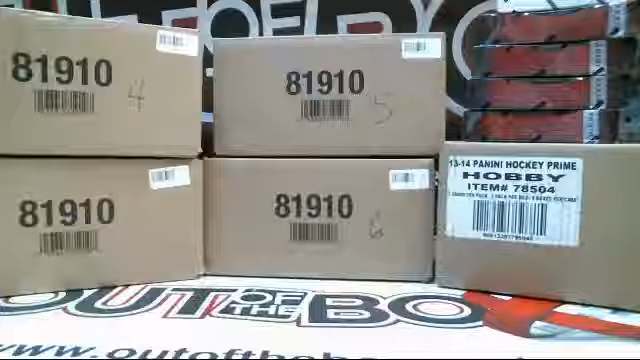 81910
4
81910
5
81910
81910
6
13-14 PANINI HOCKEY PRIME
HOBBY
ITEM# 78504
OUT OF THE BOX
www.outofthebo